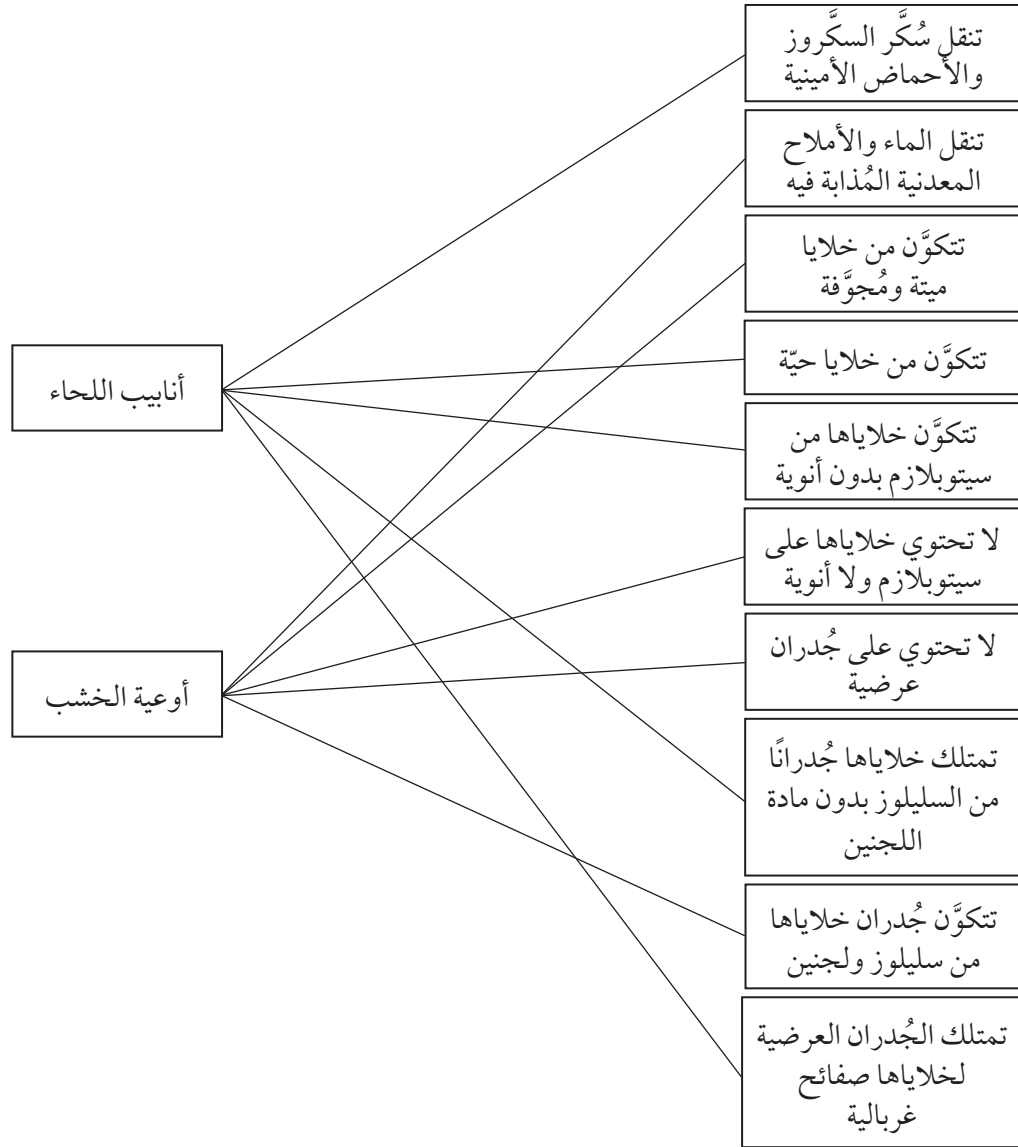 تنقل سُكَّر السكَّروز
والأحماض الأمينية
تنقل الماء والأملاح
المعدنية المُذابة فيه
تتكوَّن من خلايا
ميتة ومُجوَّفة
تتكوَّن من خلايا حيّة
تتكوَّن خلاياها من
سيتوبلازم بدون أنوية
لا تحتوي خلاياها على
سيتوبلازم ولا أنوية
لا تحتوي على جُدران
عرضية
تمتلك خلاياها جُدرانًا
من السليلوز بدون مادة
اللجنين
تتكوَّن جُدران خلاياها
من سليلوز ولجنين
تمتلك الجُدران العرضية
لخلاياها صفائح
غربالية
أنابيب اللحاء
أوعية الخشب